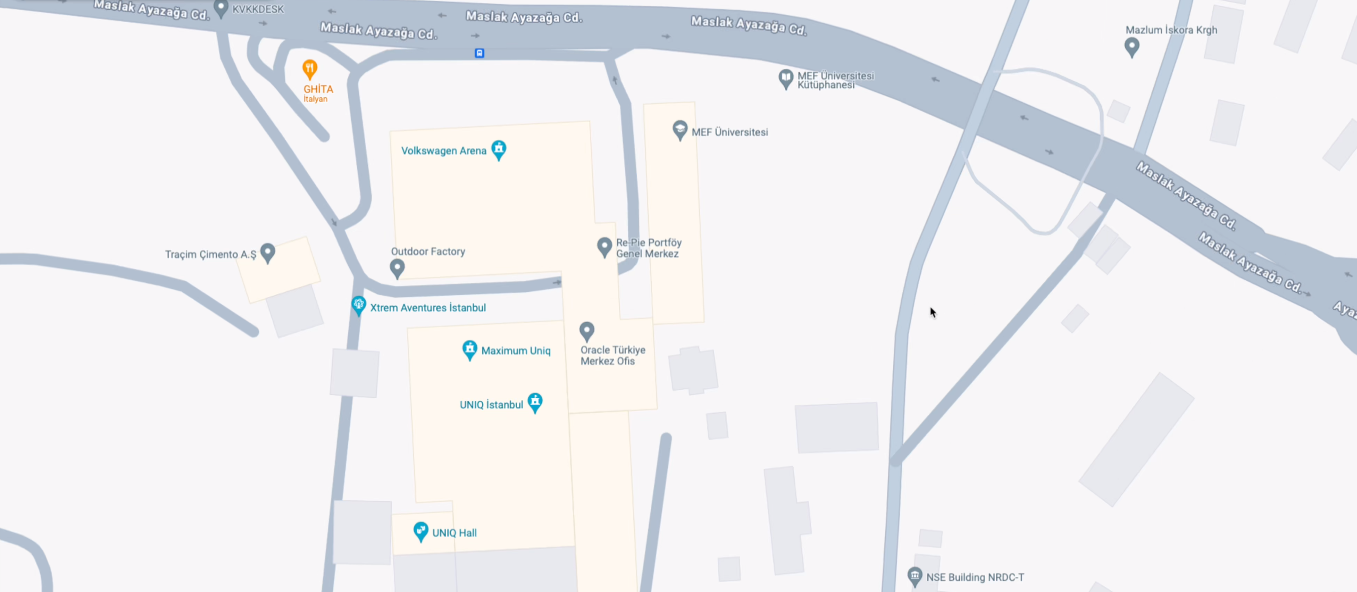 Maslak Ayazağa Cd.
KVKKDESK
Maslak Ayazağa Cd.
Maslak Ayazağa Cd.
Maslak Ayazağa Cd.
Mazlum İskora Krgh
GHİTA
İtalyan
MEF Üniversitesi
Kütüphanesi
MEF Üniversitesi
Volkswagen Arena
Maslak Ayazağa Cd.
Maslak Ayazağa Cd.
Traçim Çimento A.Ş
Outdoor Factory
Re-Pie Portföy
Genel Merkez
Xtrem Aventures İstanbul
Maximum Uniq
Oracle Türkiye
Merkez Ofis
UNIQ İstanbul
UNIQ Hall
NSE Building NRDC-T